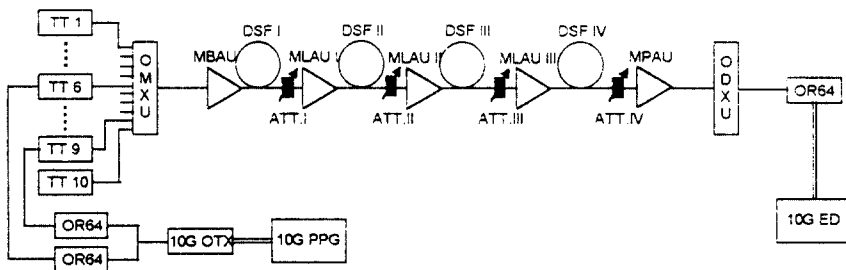 TT 1
TT 6
TT 9
TT 10
OMXU
MBAU
DSF I
ATT.I
MLAU I
DSF II
ATT.II
MLAU II
DSF III
ATT.III
MLAU III
DSF IV
ATT.IV
MPAU
ODXU
OR64
10G ED
OR64
OR64
10G OTX
10G PPG